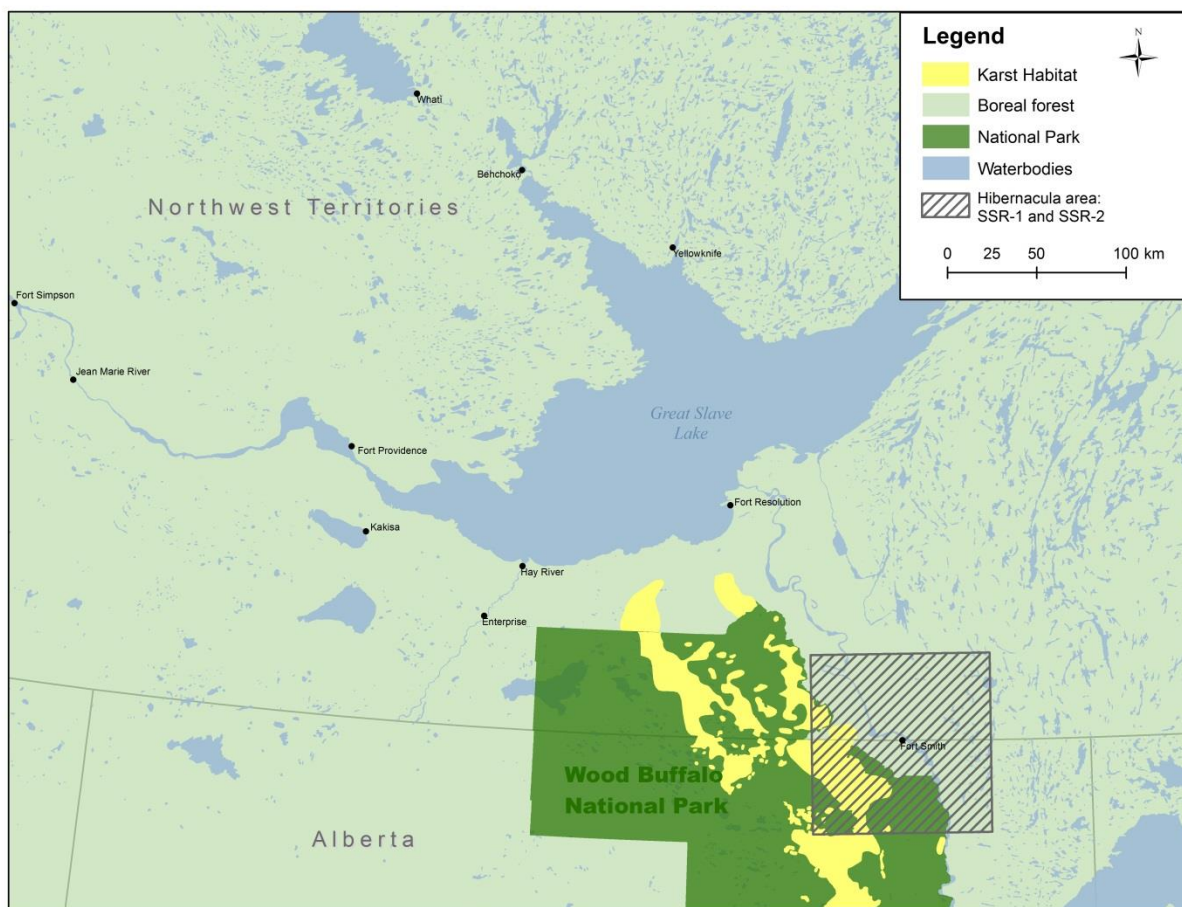 Legend
N
Karst Habitat
Boreal forest
National Park
Waterbodies
Hibernacula area:
SSR-1 and SSR-2
0 25 50 100 km
Whatì
Behchokǫ̀
Northwest Territories
Yellowknife
Fort Simpson
Jean Marie River
Great Slave
Lake
Fort Providence
Fort Resolution
Kakisa
Hay River
Enterprise
Fort Smith
Wood Buffalo
National Park
Alberta